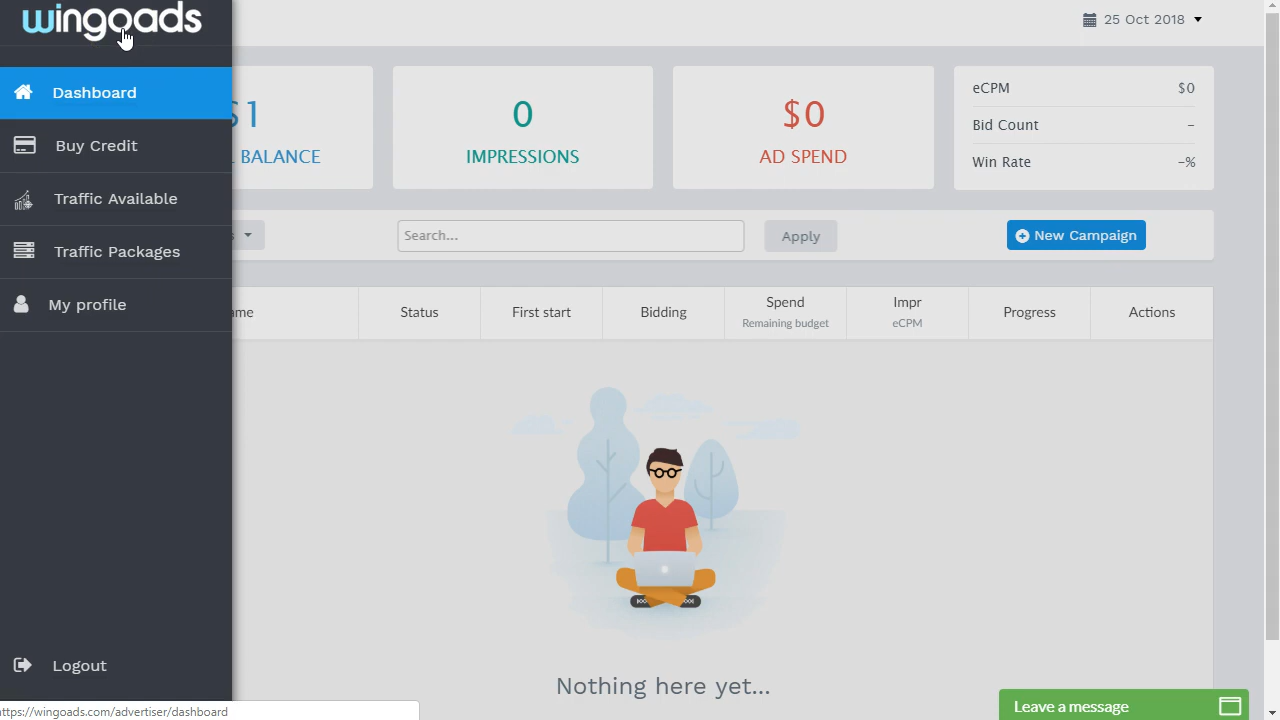 wingoads
25 Oct 2018
Dashboard
Buy Credit
Traffic Available
Traffic Packages
My profile
Logout
$1
BALANCE
0
IMPRESSIONS
$0
AD SPEND
eCPM $0
Bid Count –
Win Rate –%
Search...
Apply
New Campaign
Status
First start
Bidding
Spend
Remaining budget
Impr
eCPM
Progress
Actions
Nothing here yet...
Leave a message
ttps://wingoads.com/advertiser/dashboard